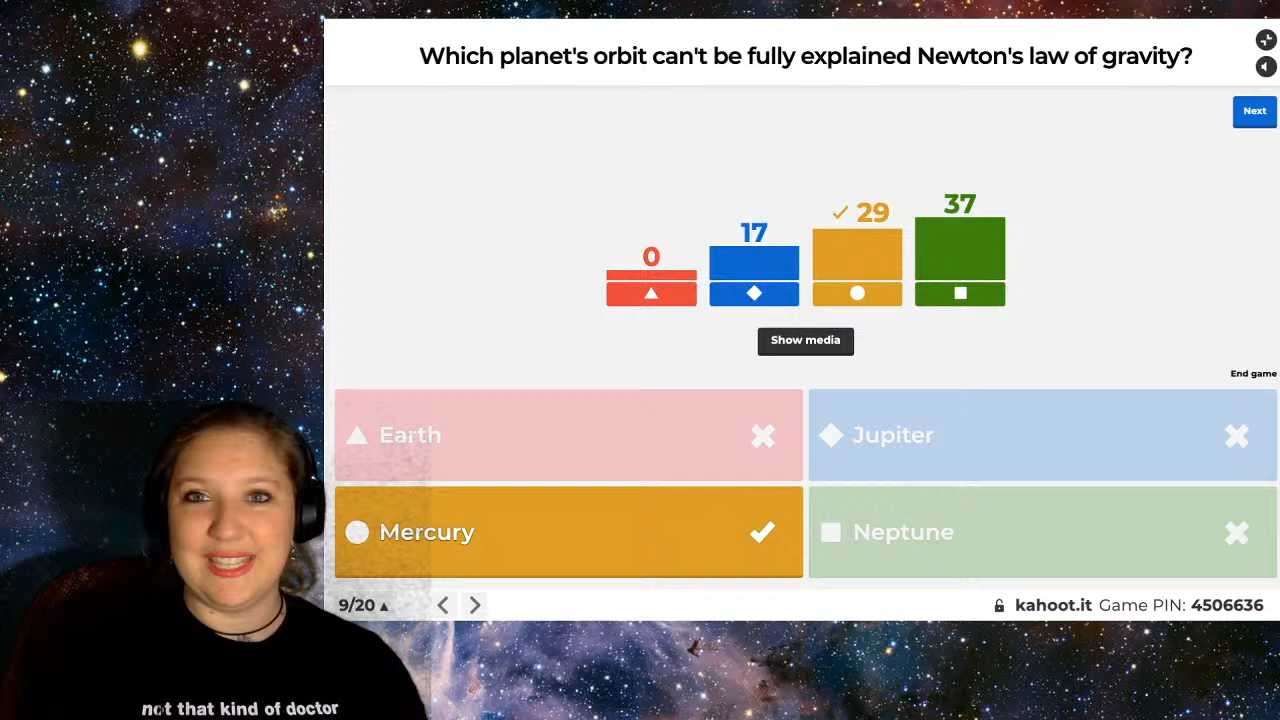 Which planet's orbit can't be fully explained Newton's law of gravity?
Next
0
17
29
37
Show media
End game
Earth
Jupiter
Mercury
Neptune
9/20
kahoot.it Game PIN: 4506636
not that kind of doctor